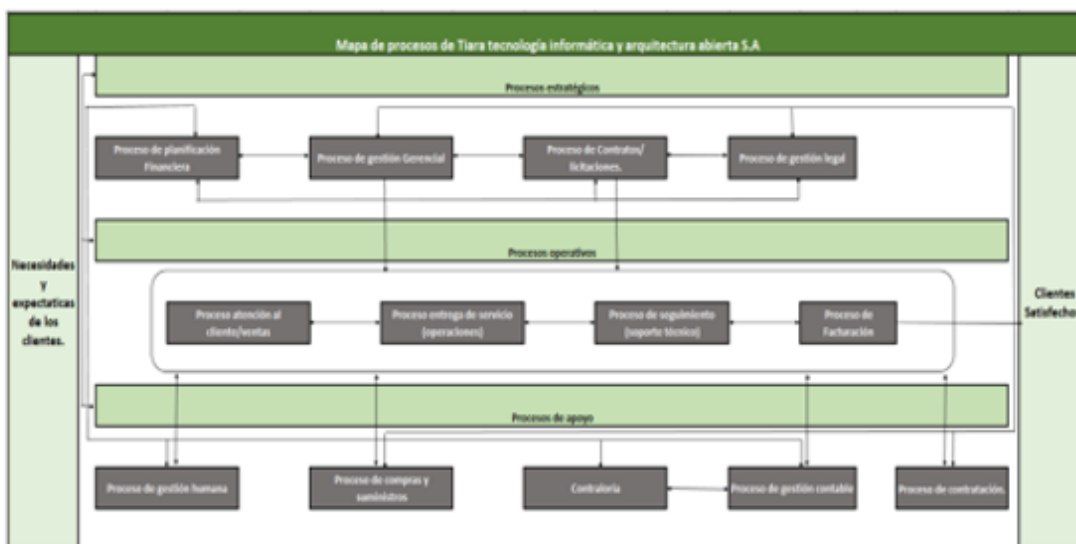 Mapa de procesos de Tiara tecnología informática y arquitectura abierta S.A
Procesos estratégicos
Proceso de planificación
Financiera
Proceso de gestión Gerencial
Proceso de Contratos/
licitaciones.
Proceso de gestión legal
Procesos operativos
Necesidades
y
expectaticas
de los
clientes.
Clientes
Satisfecho
Proceso atención al
cliente/ventas
Proceso entrega de servicio
(operaciones)
Proceso de seguimiento
(soporte técnico)
Proceso de
Facturación
Procesos de apoyo
Proceso de gestión humana
Proceso de compras y
suministros
Contraloría
Proceso de gestión contable
Proceso de contratación.